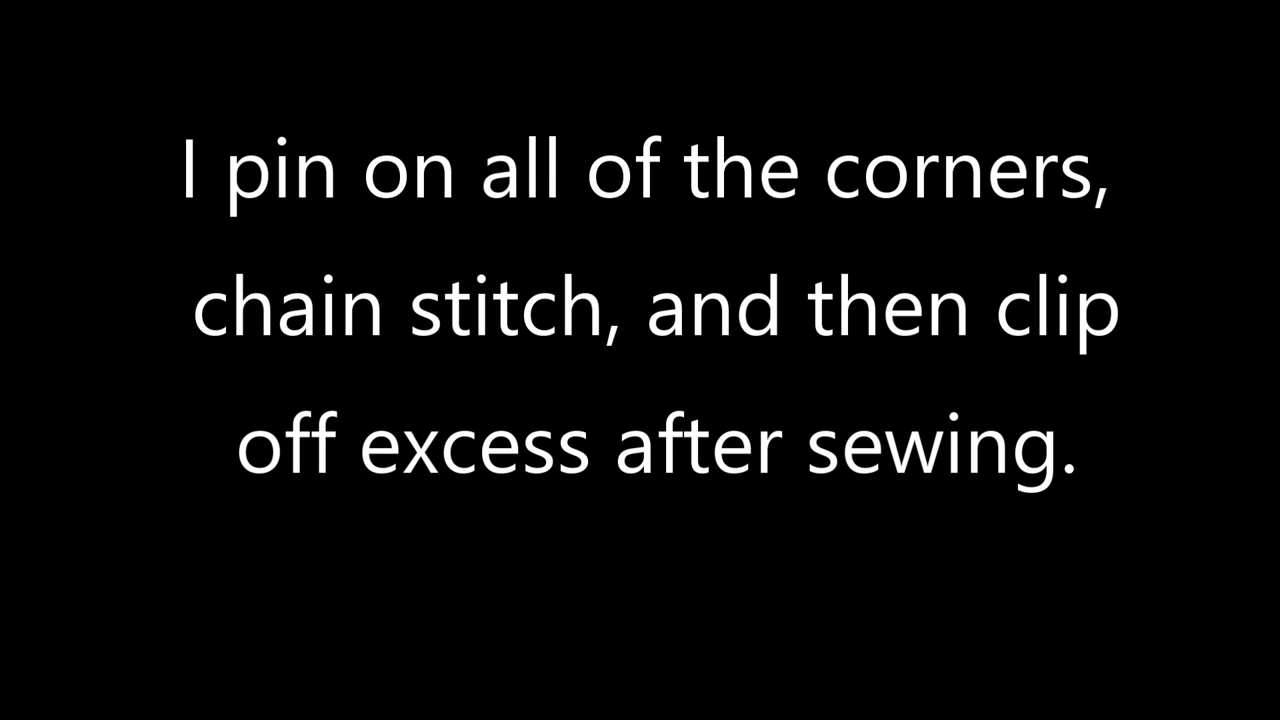 I pin on all of the corners,
chain stitch, and then clip
off excess after sewing.